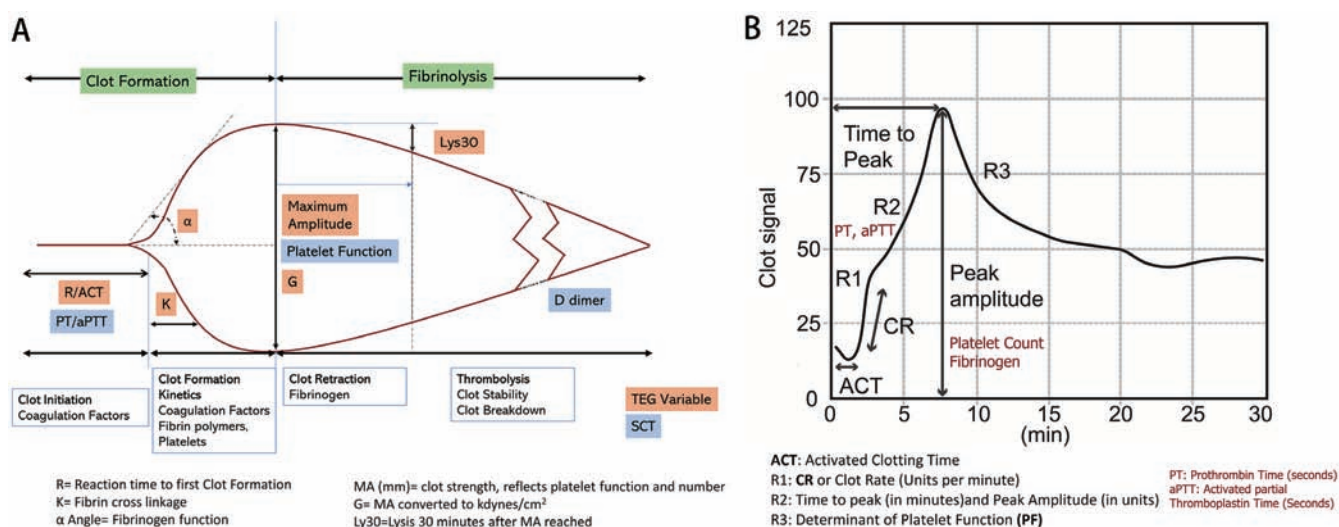 A
Clot Formation
Fibrinolysis
Lys30
α
Maximum
Amplitude
Platelet Function
G
R/ACT
PT/aPTT
K
D dimer
Clot Initiation
Coagulation Factors
Clot Formation
Kinetics
Coagulation Factors
Fibrin polymers,
Platelets
Clot Retraction
Fibrinogen
Thrombolysis
Clot Stability
Clot Breakdown
TEG Variable
SCT
R= Reaction time to first Clot Formation
K= Fibrin cross linkage
α Angle= Fibrinogen function
MA (mm)= clot strength, reflects platelet function and number
G= MA converted to kdynes/cm²
Ly30=Lysis 30 minutes after MA reached
B
125
100
75
50
25
0
Clot signal
Time to
Peak
R3
R2
PT, aPTT
R1
Peak
amplitude
CR
Platelet Count
Fibrinogen
ACT
0 5 10 15 20 25 30
(min)
ACT: Activated Clotting Time
R1: CR or Clot Rate (Units per minute)
R2: Time to peak (in minutes)and Peak Amplitude (in units)
R3: Determinant of Platelet Function (PF)
PT: Prothrombin Time (seconds)
aPTT: Activated partial
Thromboplastin Time (Seconds)